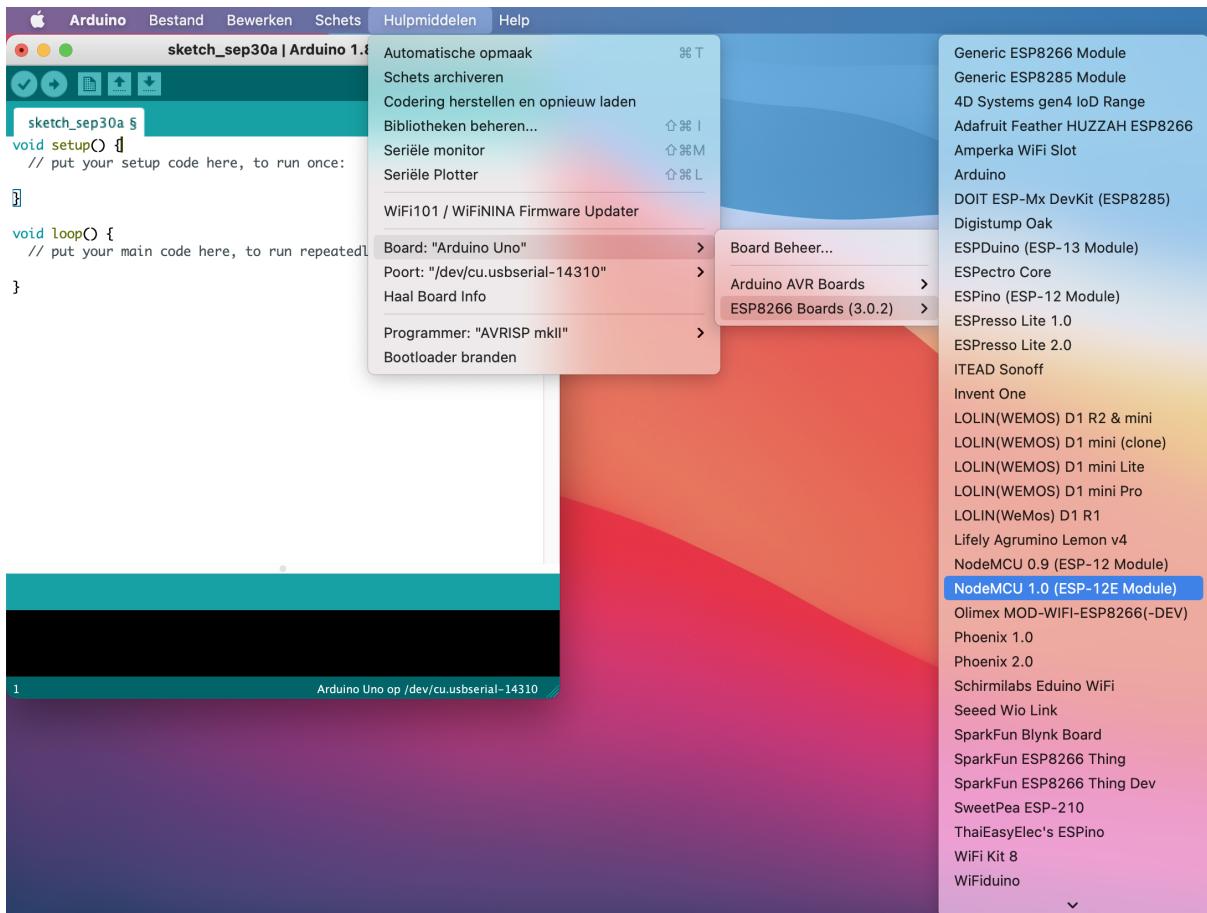 Arduino Bestand Bewerken Schets Hulpmiddelen Help
sketch_sep30a | Arduino 1.8
sketch_sep30a §
void setup() {
// put your setup code here, to run once:
}
void loop() {
// put your main code here, to run repeatedl
}
1
Arduino Uno op /dev/cu.usbserial-14310
Automatische opmaak ⌘T
Schets archiveren
Codering herstellen en opnieuw laden
Bibliotheken beheren... ⇧⌘I
Seriële monitor ⇧⌘M
Seriële Plotter ⇧⌘L
WiFi101 / WiFiNINA Firmware Updater
Board: "Arduino Uno"
Poort: "/dev/cu.usbserial-14310"
Haal Board Info
Programmer: "AVRISP mkII"
Bootloader branden
Board Beheer...
Arduino AVR Boards
ESP8266 Boards (3.0.2)
Generic ESP8266 Module
Generic ESP8285 Module
4D Systems gen4 IoD Range
Adafruit Feather HUZZAH ESP8266
Amperka WiFi Slot
Arduino
DOIT ESP-Mx DevKit (ESP8285)
Digistump Oak
ESPDuino (ESP-13 Module)
ESPectro Core
ESPino (ESP-12 Module)
ESPresso Lite 1.0
ESPresso Lite 2.0
ITEAD Sonoff
Invent One
LOLIN(WEMOS) D1 R2 & mini
LOLIN(WEMOS) D1 mini (clone)
LOLIN(WEMOS) D1 mini Lite
LOLIN(WEMOS) D1 mini Pro
LOLIN(WeMos) D1 R1
Lifely Agrumino Lemon v4
NodeMCU 0.9 (ESP-12 Module)
NodeMCU 1.0 (ESP-12E Module)
Olimex MOD-WIFI-ESP8266(-DEV)
Phoenix 1.0
Phoenix 2.0
Schirmilabs Eduino WiFi
Seeed Wio Link
SparkFun Blynk Board
SparkFun ESP8266 Thing
SparkFun ESP8266 Thing Dev
SweetPea ESP-210
ThaiEasyElec's ESPino
WiFi Kit 8
WiFiduino